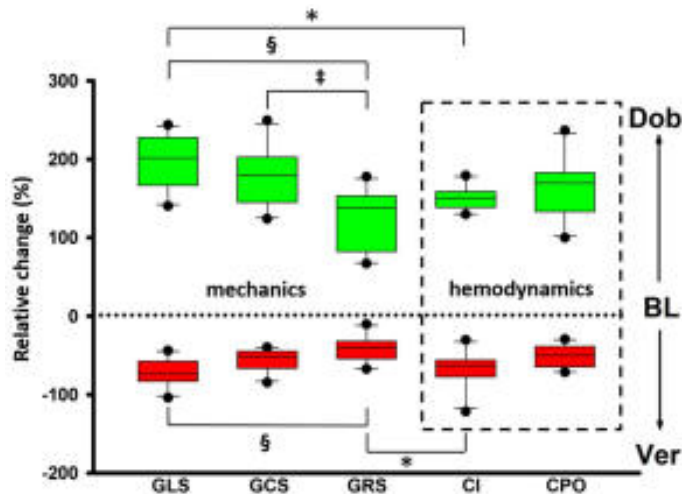 *
§
‡
300
200
100
0
-100
-200
Relative change (%)
mechanics
hemodynamics
Dob
BL
Ver
§
*
GLS
GCS
GRS
CI
CPO